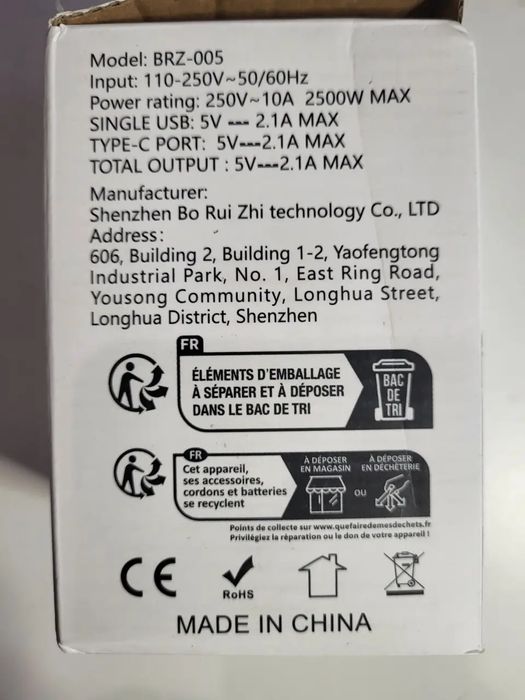 Model: BRZ-005
Input: 110-250V~50/60Hz
Power rating: 250V~10A 2500W MAX
SINGLE USB: 5V⎓2.1A MAX
TYPE-C PORT: 5V⎓2.1A MAX
TOTAL OUTPUT : 5V⎓2.1A MAX
Manufacturer:
Shenzhen Bo Rui Zhi technology Co., LTD
Address:
606, Building 2, Building 1-2, Yaofengtong
Industrial Park, No. 1, East Ring Road,
Yousong Community, Longhua Street,
Longhua District, Shenzhen
FR
ÉLÉMENTS D'EMBALLAGE
À SÉPARER ET À DÉPOSER
DANS LE BAC DE TRI
BAC
DE
TRI
FR
Cet appareil,
ses accessoires,
cordons et batteries
se recyclent
À DÉPOSER
EN MAGASIN
OU
À DÉPOSER
EN DÉCHÈTERIE
Points de collecte sur www.quefairedemesdechets.fr
Privilégiez la réparation ou le don de votre appareil !
CE
RoHS
MADE IN CHINA